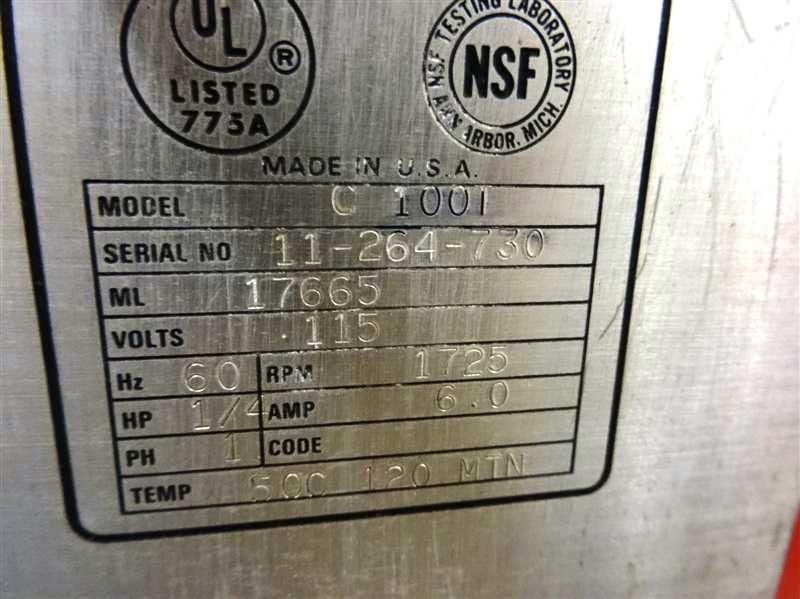 UL
®
LISTED
775A
NSF TESTING LABORATORY
NSF
ANN ARBOR, MICH.
MADE IN U.S.A.
MODEL C 1001
SERIAL NO 11-264-730
ML 17665
VOLTS 115
Hz 60 RPM 1725
HP 1/4 AMP 6.0
PH 1 CODE
TEMP 50C 120 MIN